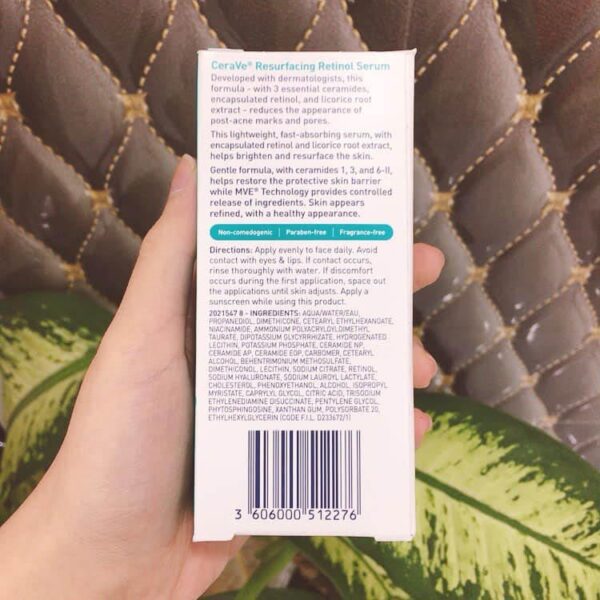 CeraVe® Resurfacing Retinol Serum
Developed with dermatologists, this
formula - with 3 essential ceramides,
encapsulated retinol, and licorice root
extract - reduces the appearance of
post-acne marks and pores.
This lightweight, fast-absorbing serum, with
encapsulated retinol and licorice root extract,
helps brighten and resurface the skin.
Gentle formula, with ceramides 1, 3, and 6-II,
helps restore the protective skin barrier
while MVE® Technology provides controlled
release of ingredients. Skin appears
refined, with a healthy appearance.
Non-comedogenic | Paraben-free | Fragrance-free
Directions: Apply evenly to face daily. Avoid
contact with eyes & lips. If contact occurs,
rinse thoroughly with water. If discomfort
occurs during the first application, space out
the applications until skin adjusts. Apply a
sunscreen while using this product.
2021547 8 - INGREDIENTS: AQUA/WATER/EAU,
PROPANEDIOL, DIMETHICONE, CETEARYL ETHYLHEXANOATE,
NIACINAMIDE, AMMONIUM POLYACRYLOYLDIMETHYL
TAURATE, DIPOTASSIUM GLYCYRRHIZATE, HYDROGENATED
LECITHIN, POTASSIUM PHOSPHATE, CERAMIDE NP,
CERAMIDE AP, CERAMIDE EOP, CARBOMER, CETEARYL
ALCOHOL, BEHENTRIMONIUM METHOSULFATE,
DIMETHICONOL, LECITHIN, SODIUM CITRATE, RETINOL,
SODIUM HYALURONATE, SODIUM LAUROYL LACTYLATE,
CHOLESTEROL, PHENOXYETHANOL, ALCOHOL, ISOPROPYL
MYRISTATE, CAPRYLYL GLYCOL, CITRIC ACID, TRISODIUM
ETHYLENEDIAMINE DISUCCINATE, PENTYLENE GLYCOL,
PHYTOSPHINGOSINE, XANTHAN GUM, POLYSORBATE 20,
ETHYLHEXYLGLYCERIN (CODE F.I.L. D233672/1)
3 606000 512276